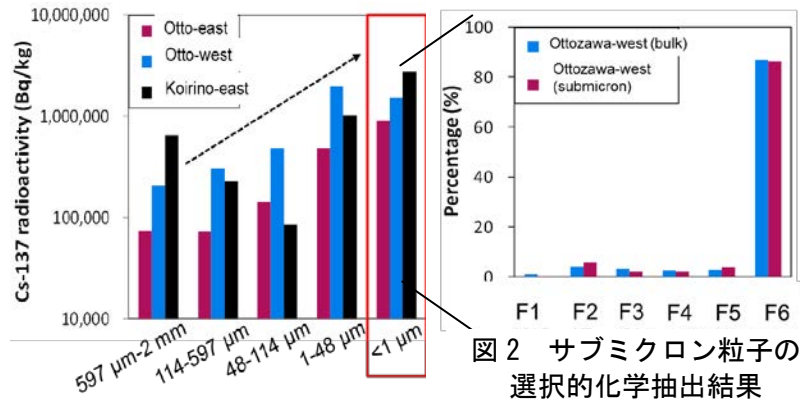 Cs-137 radioactivity (Bq/kg)
10,000,000
1,000,000
100,000
10,000
Otto-east
Otto-west
Koirino-east
597 µm-2 mm
114-597 µm
48-114 µm
1-48 µm
<1 µm
Percentage (%)
100
80
60
40
20
0
Ottozawa-west (bulk)
Ottozawa-west
(submicron)
F1 F2 F3 F4 F5 F6
図2 サブミクロン粒子の
選択的化学抽出結果